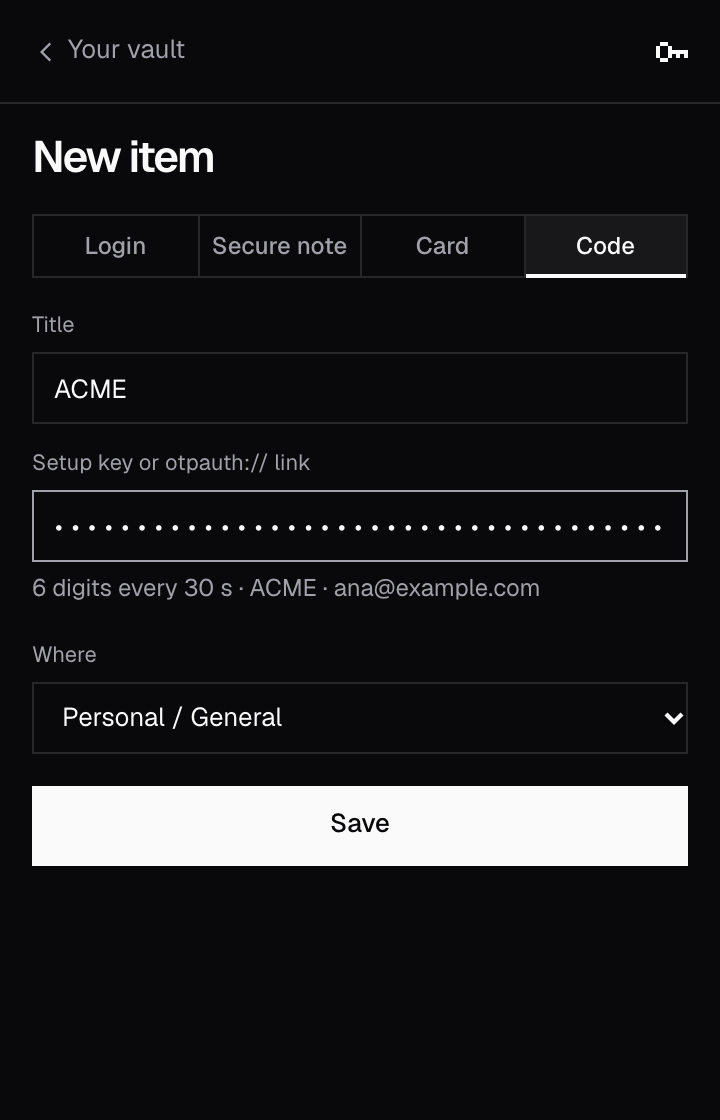 Your vault
New item
Login
Secure note
Card
Code
Title
ACME
Setup key or otpauth:// link
•••••••••••••••••••••••••••••••••••••
6 digits every 30 s · ACME · ana@example.com
Where
Personal / General
Save